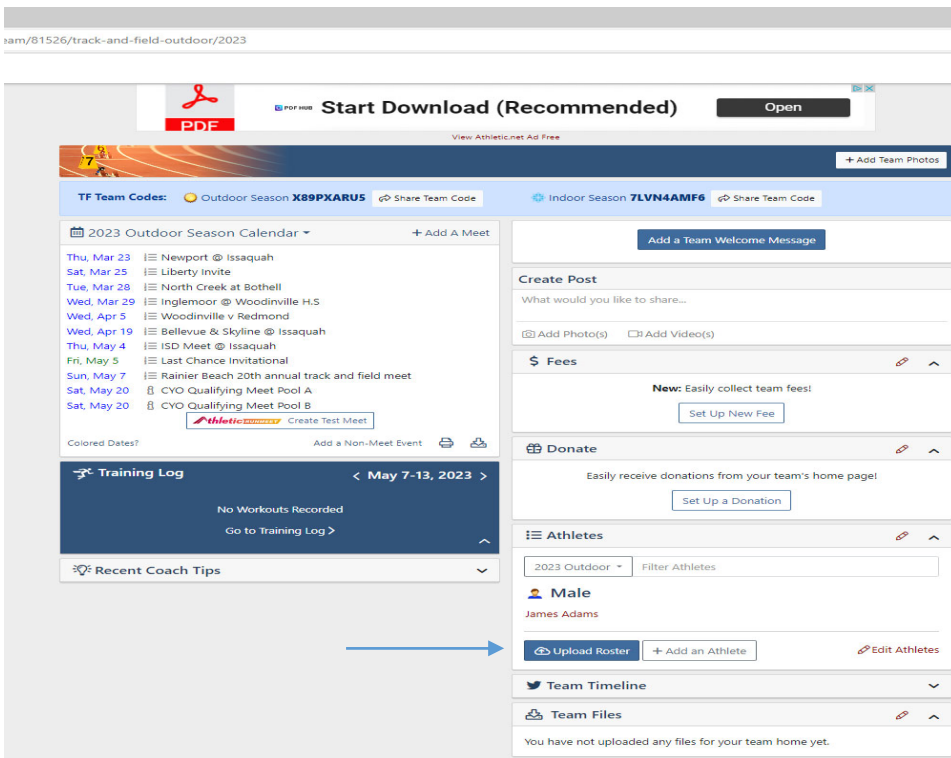 eam/81526/track-and-field-outdoor/2023
PDF
PDF HUB Start Download (Recommended) Open
View Athletic.net Ad Free
7
+ Add Team Photos
TF Team Codes: Outdoor Season X89PXARU5 Share Team Code Indoor Season 7LVN4AMF6 Share Team Code
2023 Outdoor Season Calendar + Add A Meet
Thu, Mar 23 Newport @ Issaquah
Sat, Mar 25 Liberty Invite
Tue, Mar 28 North Creek at Bothell
Wed, Mar 29 Inglemoor @ Woodinville H.S
Wed, Apr 5 Woodinville v Redmond
Wed, Apr 19 Bellevue & Skyline @ Issaquah
Thu, May 4 ISD Meet @ Issaquah
Fri, May 5 Last Chance Invitational
Sun, May 7 Rainier Beach 20th annual track and field meet
Sat, May 20 CYO Qualifying Meet Pool A
Sat, May 20 CYO Qualifying Meet Pool B
Athletic RUNMEET Create Test Meet
Colored Dates? Add a Non-Meet Event
Training Log < May 7-13, 2023 >
No Workouts Recorded
Go to Training Log >
Recent Coach Tips
Add a Team Welcome Message
Create Post
What would you like to share...
Add Photo(s) Add Video(s)
$ Fees
New: Easily collect team fees!
Set Up New Fee
Donate
Easily receive donations from your team's home page!
Set Up a Donation
Athletes
2023 Outdoor Filter Athletes
Male
James Adams
Upload Roster + Add an Athlete Edit Athletes
Team Timeline
Team Files
You have not uploaded any files for your team home yet.